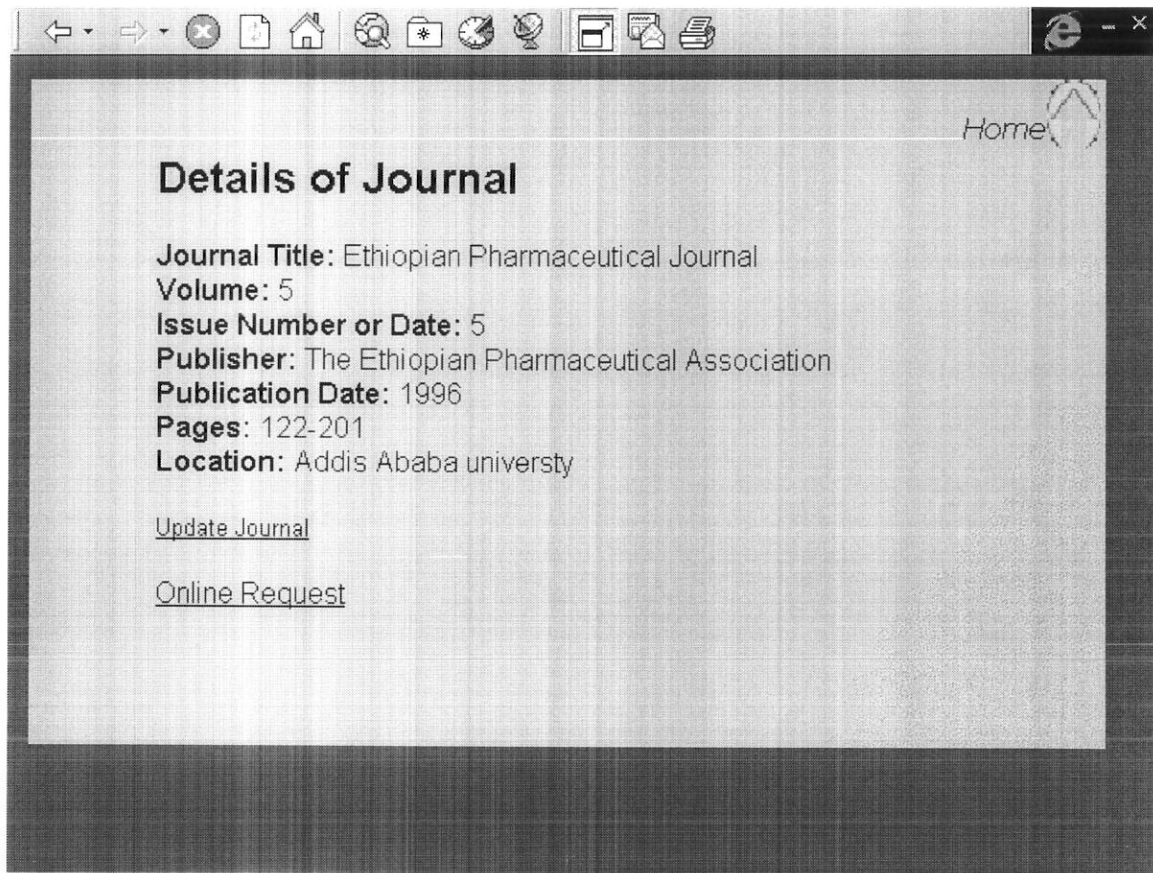 Home
Details of Journal
Journal Title: Ethiopian Pharmaceutical Journal
Volume: 5
Issue Number or Date: 5
Publisher: The Ethiopian Pharmaceutical Association
Publication Date: 1996
Pages: 122-201
Location: Addis Ababa universty
Update Journal
Online Request